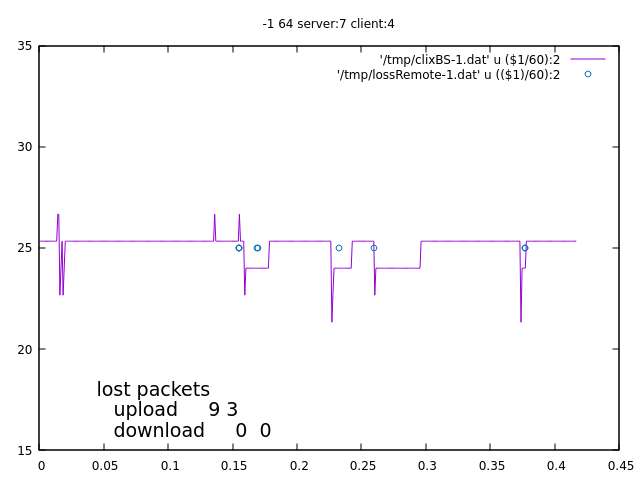 -1 64 server:7 client:4
'/tmp/clixBS-1.dat' u ($1/60):2
'/tmp/lossRemote-1.dat' u (($1)/60):2
35
30
25
20
15
lost packets
upload 9 3
download 0 0
0 0.05 0.1 0.15 0.2 0.25 0.3 0.35 0.4 0.45